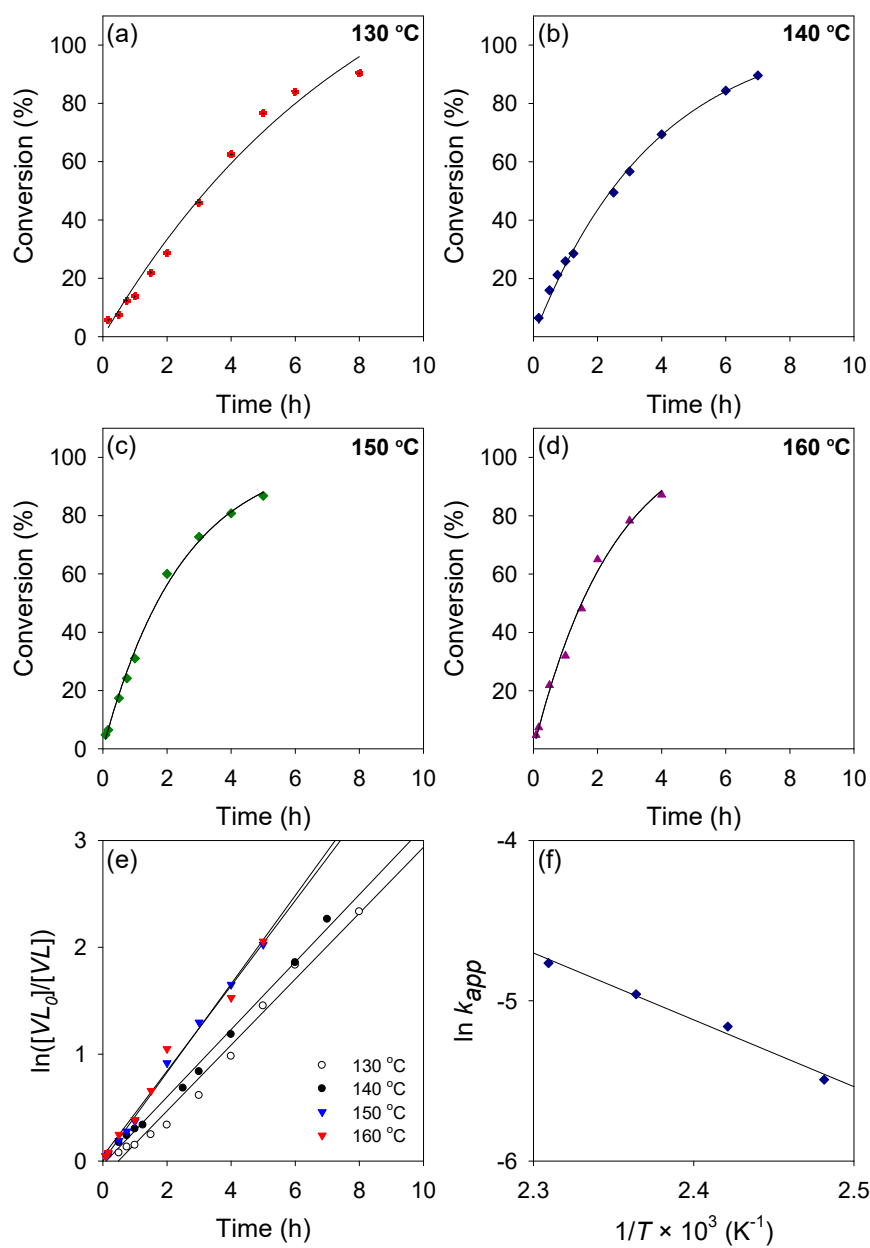 (a) 130 °C
100
80
60
40
20
0
Conversion (%)
0 2 4 6 8 10
Time (h)
(b) 140 °C
100
80
60
40
20
Conversion (%)
0 2 4 6 8 10
Time (h)
(c) 150 °C
100
80
60
40
20
0
Conversion (%)
0 2 4 6 8 10
Time (h)
(d) 160 °C
100
80
60
40
20
0
Conversion (%)
0 2 4 6 8 10
Time (h)
(e)
3
2
1
0
ln([VL₀]/[VL])
130 °C
140 °C
150 °C
160 °C
0 2 4 6 8 10
Time (h)
(f)
-4
-5
-6
ln k_app
2.3 2.4 2.5
1/T × 10³ (K⁻¹)